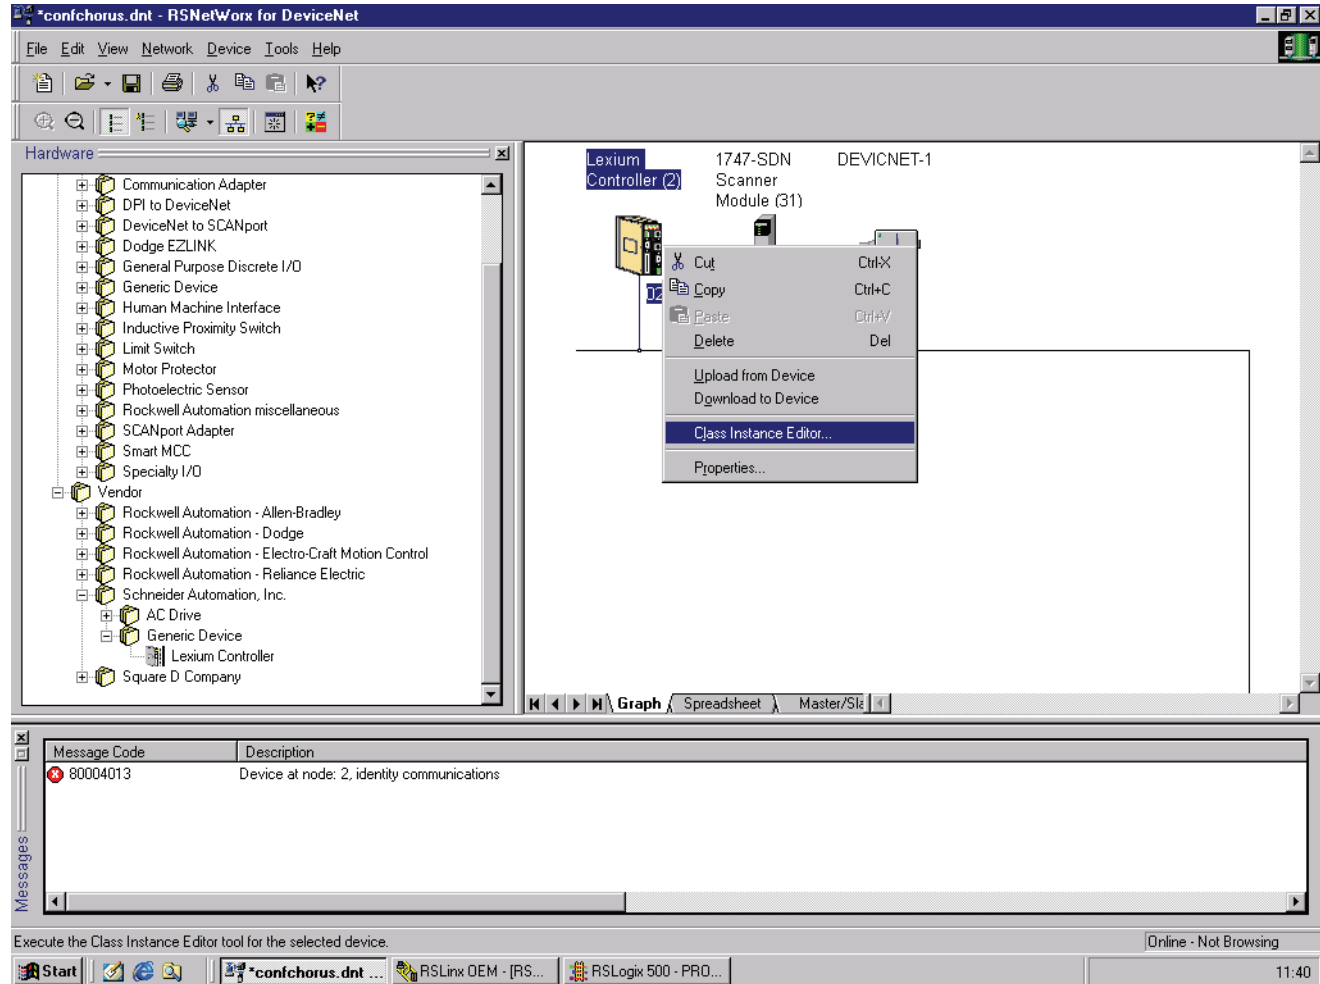 *confchorus.dnt - RSNetWorx for DeviceNet
File Edit View Network Device Tools Help
Hardware
Communication Adapter
DPI to DeviceNet
DeviceNet to SCANport
Dodge EZLINK
General Purpose Discrete I/O
Generic Device
Human Machine Interface
Inductive Proximity Switch
Limit Switch
Motor Protector
Photoelectric Sensor
Rockwell Automation miscellaneous
SCANport Adapter
Smart MCC
Specialty I/O
Vendor
Rockwell Automation - Allen-Bradley
Rockwell Automation - Dodge
Rockwell Automation - Electro-Craft Motion Control
Rockwell Automation - Reliance Electric
Schneider Automation, Inc.
AC Drive
Generic Device
Lexium Controller
Square D Company
Lexium Controller (2)
1747-SDN Scanner Module (31)
DEVICNET-1
02
Cut Ctrl-X
Copy Ctrl+C
Paste Ctrl+V
Delete Del
Upload from Device
Download to Device
Class Instance Editor...
Properties...
Graph Spreadsheet Master/Sla
Messages
Message Code Description
80004013 Device at node: 2, identity communications
Execute the Class Instance Editor tool for the selected device.
Online - Not Browsing
Start *confchorus.dnt ... RSLinx OEM - [RS... RSLogix 500 - PRO... 11:40